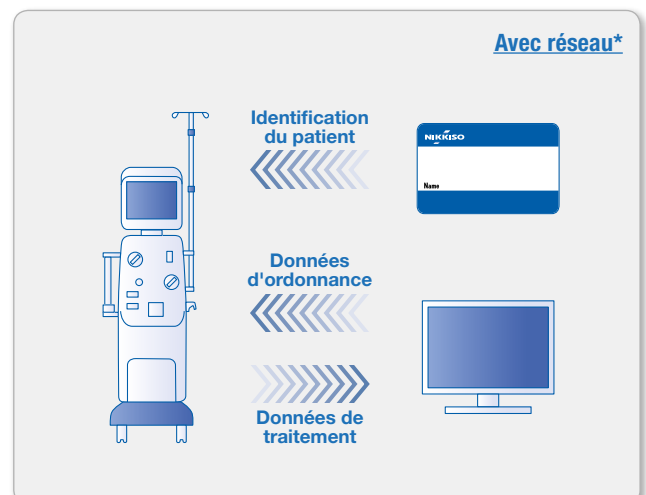 Avec réseau*
Identification
du patient
NIKKISO
Name
Données
d'ordonnance
Données de
traitement